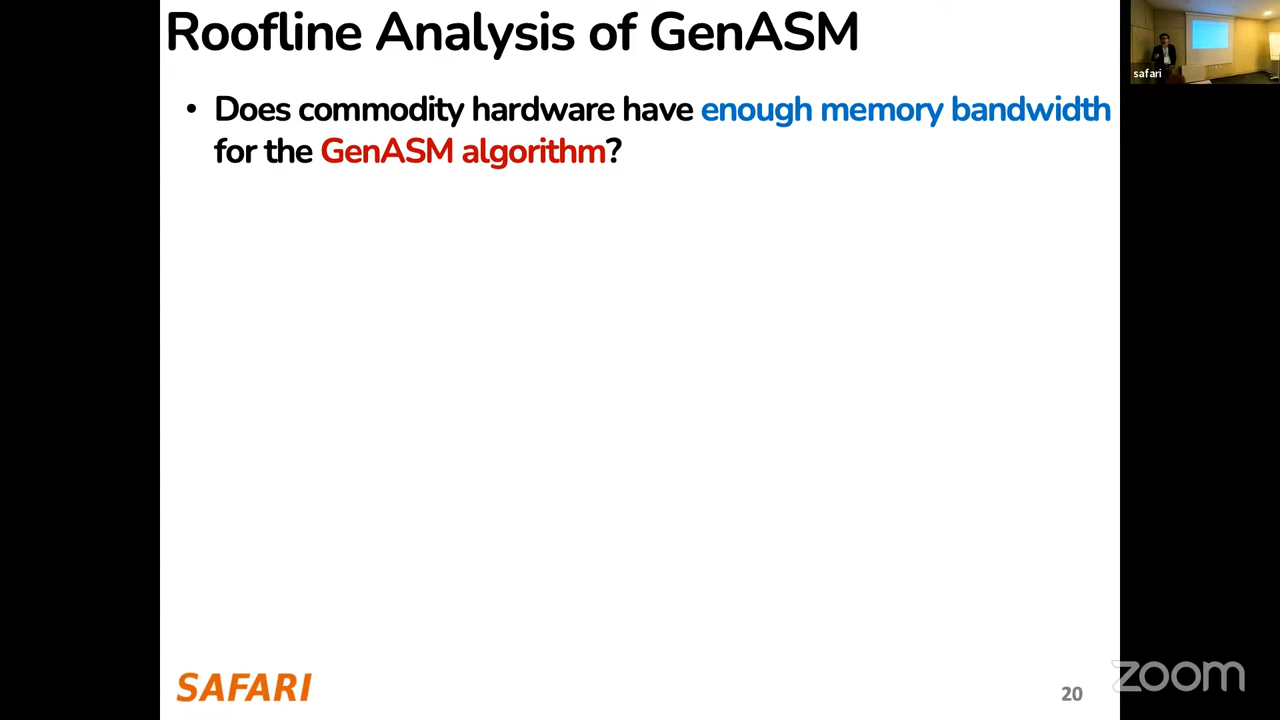 Roofline Analysis of GenASM
• Does commodity hardware have enough memory bandwidth
for the GenASM algorithm?
safari
SAFARI
20
zoom